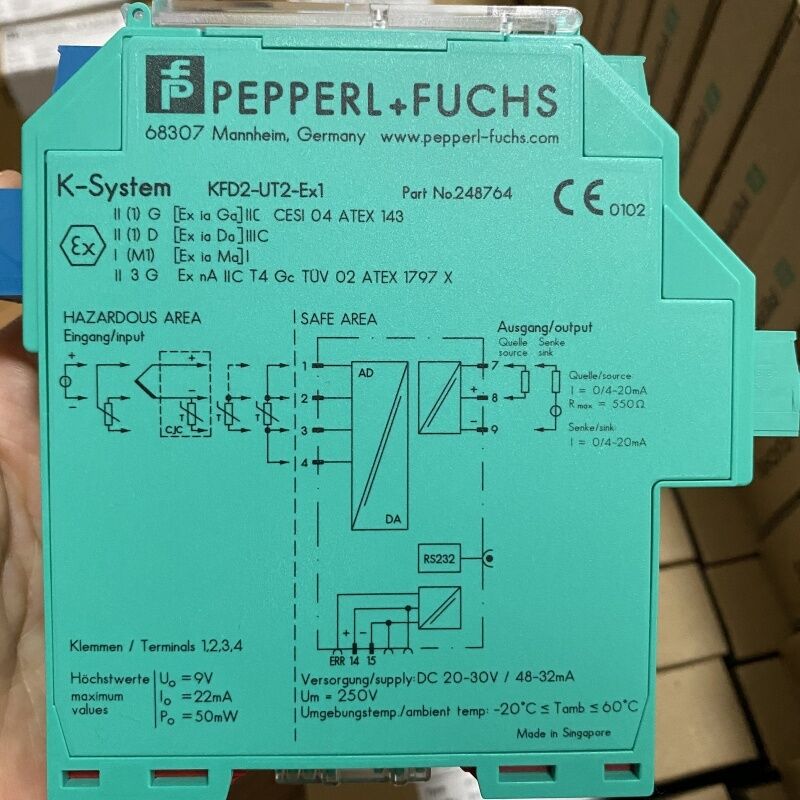 PEPPERL+FUCHS
68307 Mannheim, Germany www.pepperl-fuchs.com
K-System KFD2-UT2-Ex1 Part No.248764
CE 0102
Ex
II (1) G [Ex ia Ga] IIC CESI 04 ATEX 143
II (1) D [Ex ia Da] IIIC
I (M1) [Ex ia Ma] I
II 3 G Ex nA IIC T4 Gc TÜV 02 ATEX 1797 X
HAZARDOUS AREA
Eingang/input
SAFE AREA
Ausgang/output
Quelle Senke
source sink
+
−
+
−
T
CJC
T
T
1
2
3
4
AD
DA
7
+
8
−
9
Quelle/source:
I = 0/4-20mA
R max = 550Ω
Senke/sink:
I = 0/4-20mA
RS232
+ −
ERR 14 15
Klemmen / Terminals 1,2,3,4
Höchstwerte
maximum
values
Uo = 9V
Io = 22mA
Po = 50mW
Versorgung/supply: DC 20-30V / 48-32mA
Um = 250V
Umgebungstemp./ambient temp: -20°C ≤ Tamb ≤ 60°C
Made in Singapore